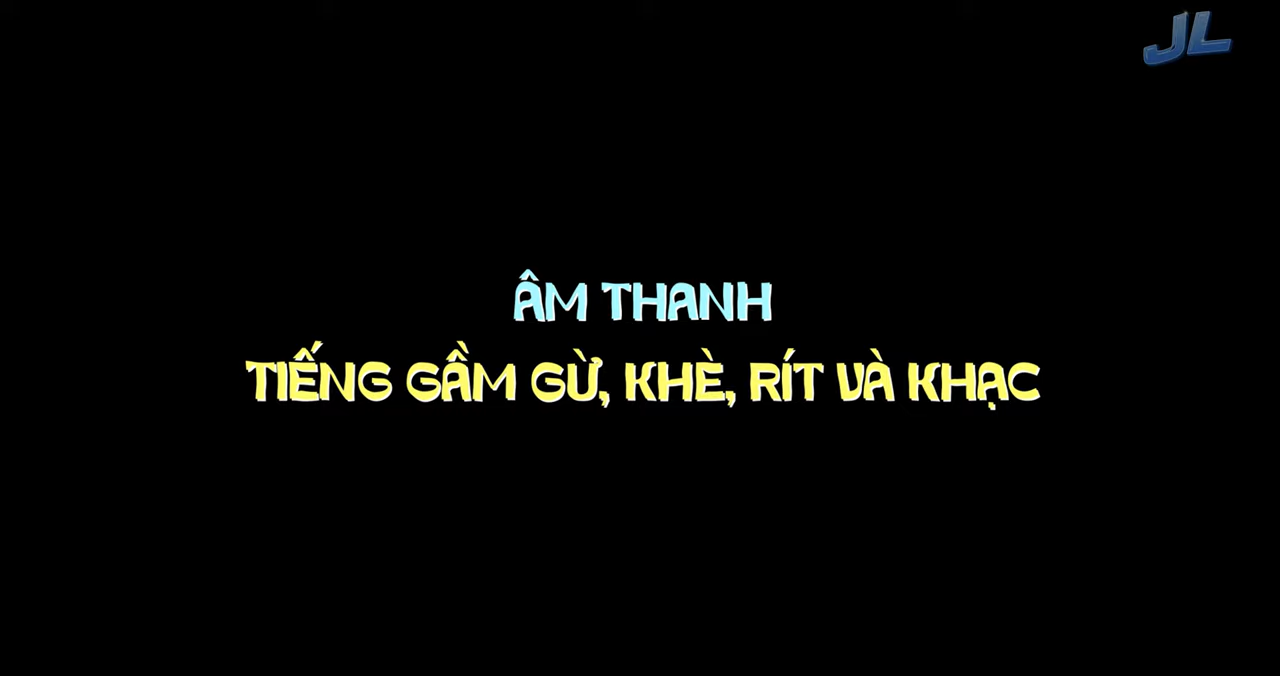 JL
ÂM THANH
TIẾNG GẦM GỪ, KHÈ, RÍT VÀ KHẠC